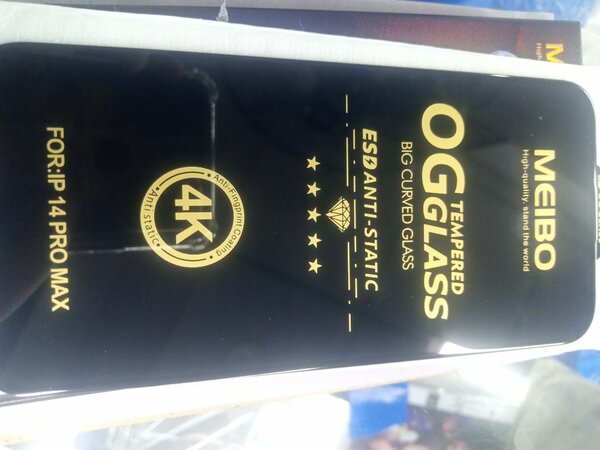 MEIBO
High-quality, stand the world
OG TEMPERED GLASS
BIG CURVED GLASS
ESD ANTI-STATIC
Anti-Fingprint Coating
4K
Anti static
FOR:IP 14 PRO MAX